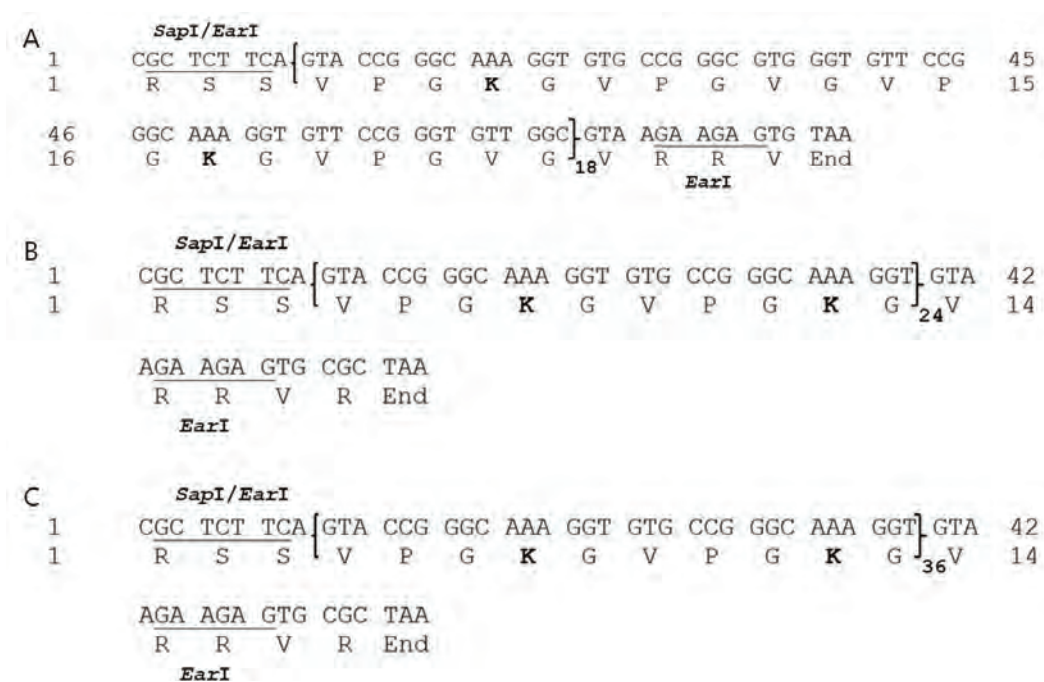 A
SapI/EarI
1 CGC TCT TCA [GTA CCG GGC AAA GGT GTG CCG GGC GTG GGT GTT CCG 45
1 R S S V P G K G V P G V G V P 15
46 GGC AAA GGT GTT CCG GGT GTT GGC] GTA AGA AGA GTG TAA
16 G K G V P G V G 18 V R R V End
EarI
B
SapI/EarI
1 CGC TCT TCA [GTA CCG GGC AAA GGT GTG CCG GGC AAA GGT] GTA 42
1 R S S V P G K G V P G K G 24 V 14
AGA AGA GTG CGC TAA
R R V R End
EarI
C
SapI/EarI
1 CGC TCT TCA [GTA CCG GGC AAA GGT GTG CCG GGC AAA GGT] GTA 42
1 R S S V P G K G V P G K G 36 V 14
AGA AGA GTG CGC TAA
R R V R End
EarI